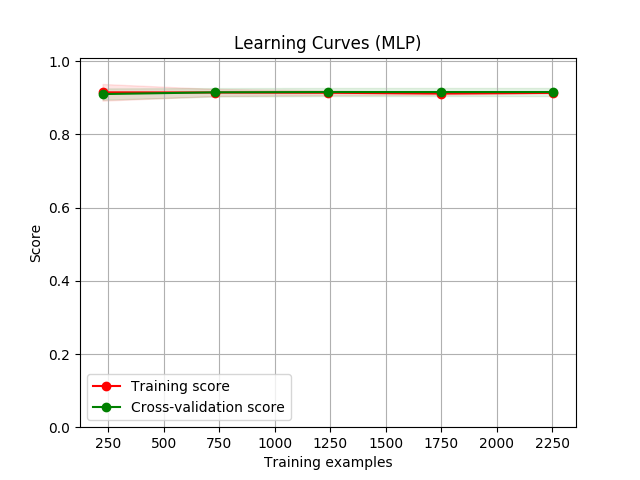 Learning Curves (MLP)
1.0
0.8
0.6
0.4
0.2
0.0
Score
Training score
Cross-validation score
250 500 750 1000 1250 1500 1750 2000 2250
Training examples